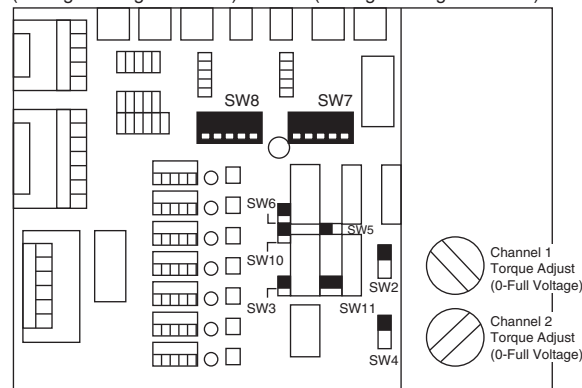 SW8
SW7
SW6
SW5
SW10
SW2
SW3
SW11
SW4
Channel 1
Torque Adjust
(0-Full Voltage)
Channel 2
Torque Adjust
(0-Full Voltage)